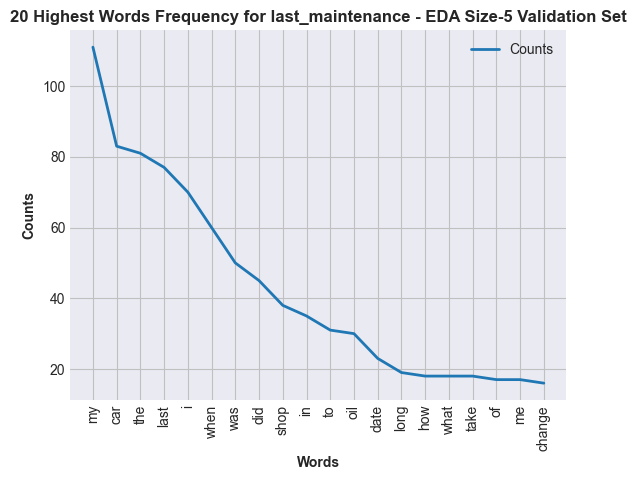 20 Highest Words Frequency for last_maintenance - EDA Size-5 Validation Set
Counts
100
80
60
40
20
Counts
my
car
the
last
i
when
was
did
shop
in
to
oil
date
long
how
what
take
of
me
change
Words